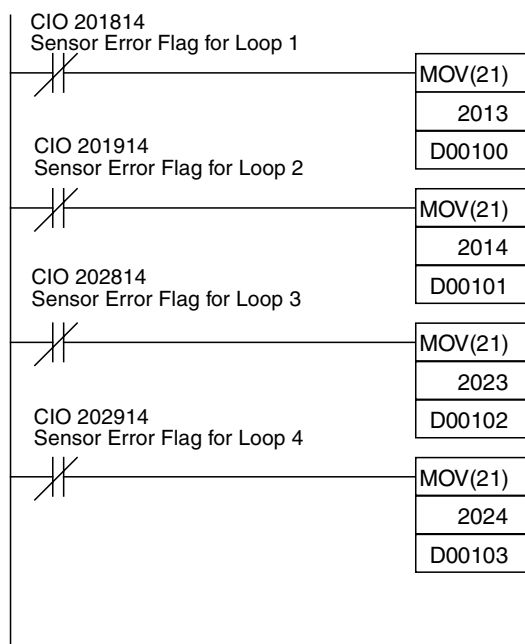 CIO 201814
Sensor Error Flag for Loop 1
MOV(21)
2013
D00100
CIO 201914
Sensor Error Flag for Loop 2
MOV(21)
2014
D00101
CIO 202814
Sensor Error Flag for Loop 3
MOV(21)
2023
D00102
CIO 202914
Sensor Error Flag for Loop 4
MOV(21)
2024
D00103